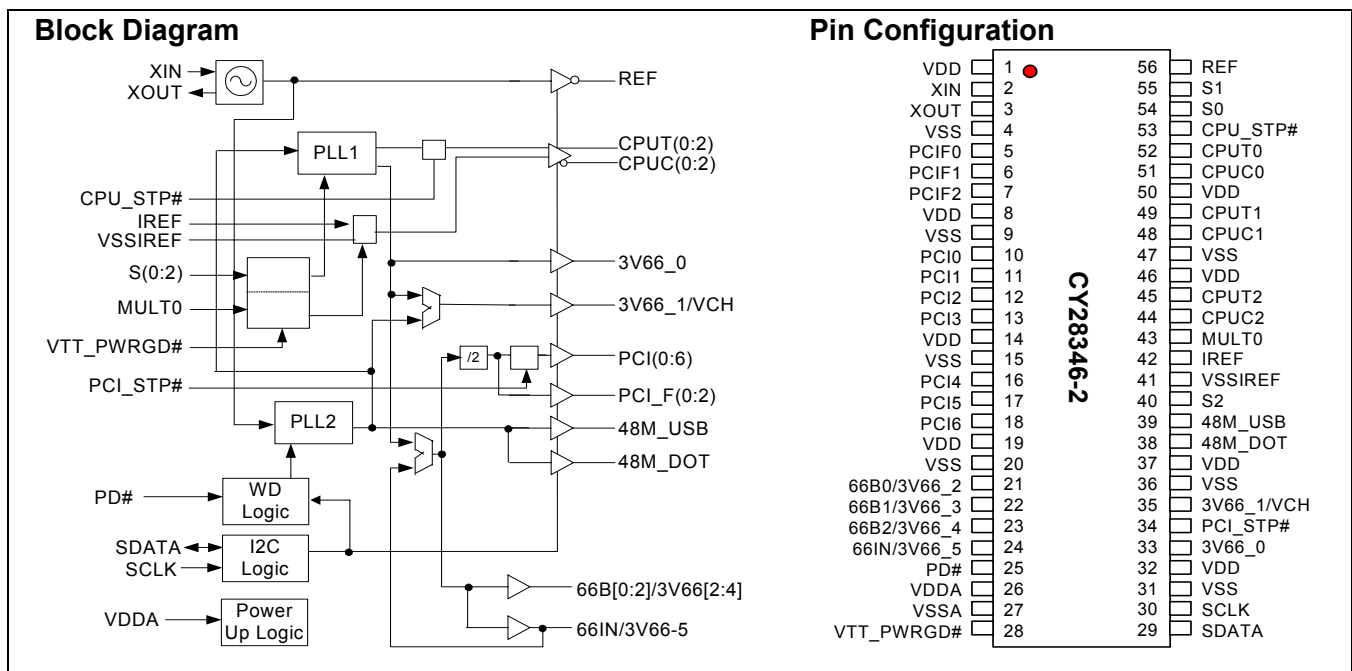 Block Diagram
XIN
XOUT
REF
PLL1
CPUT(0:2)
CPUC(0:2)
CPU_STP#
IREF
VSSIREF
S(0:2)
MULT0
VTT_PWRGD#
PCI_STP#
3V66_0
3V66_1/VCH
/2
PCI(0:6)
PCI_F(0:2)
PLL2
48M_USB
48M_DOT
PD#
WD
Logic
SDATA
SCLK
I2C
Logic
VDDA
Power
Up Logic
66B[0:2]/3V66[2:4]
66IN/3V66-5
Pin Configuration
VDD 1
XIN 2
XOUT 3
VSS 4
PCIF0 5
PCIF1 6
PCIF2 7
VDD 8
VSS 9
PCI0 10
PCI1 11
PCI2 12
PCI3 13
VDD 14
VSS 15
PCI4 16
PCI5 17
PCI6 18
VDD 19
VSS 20
66B0/3V66_2 21
66B1/3V66_3 22
66B2/3V66_4 23
66IN/3V66_5 24
PD# 25
VDDA 26
VSSA 27
VTT_PWRGD# 28
CY28346-2
56 REF
55 S1
54 S0
53 CPU_STP#
52 CPUT0
51 CPUC0
50 VDD
49 CPUT1
48 CPUC1
47 VSS
46 VDD
45 CPUT2
44 CPUC2
43 MULT0
42 IREF
41 VSSIREF
40 S2
39 48M_USB
38 48M_DOT
37 VDD
36 VSS
35 3V66_1/VCH
34 PCI_STP#
33 3V66_0
32 VDD
31 VSS
30 SCLK
29 SDATA